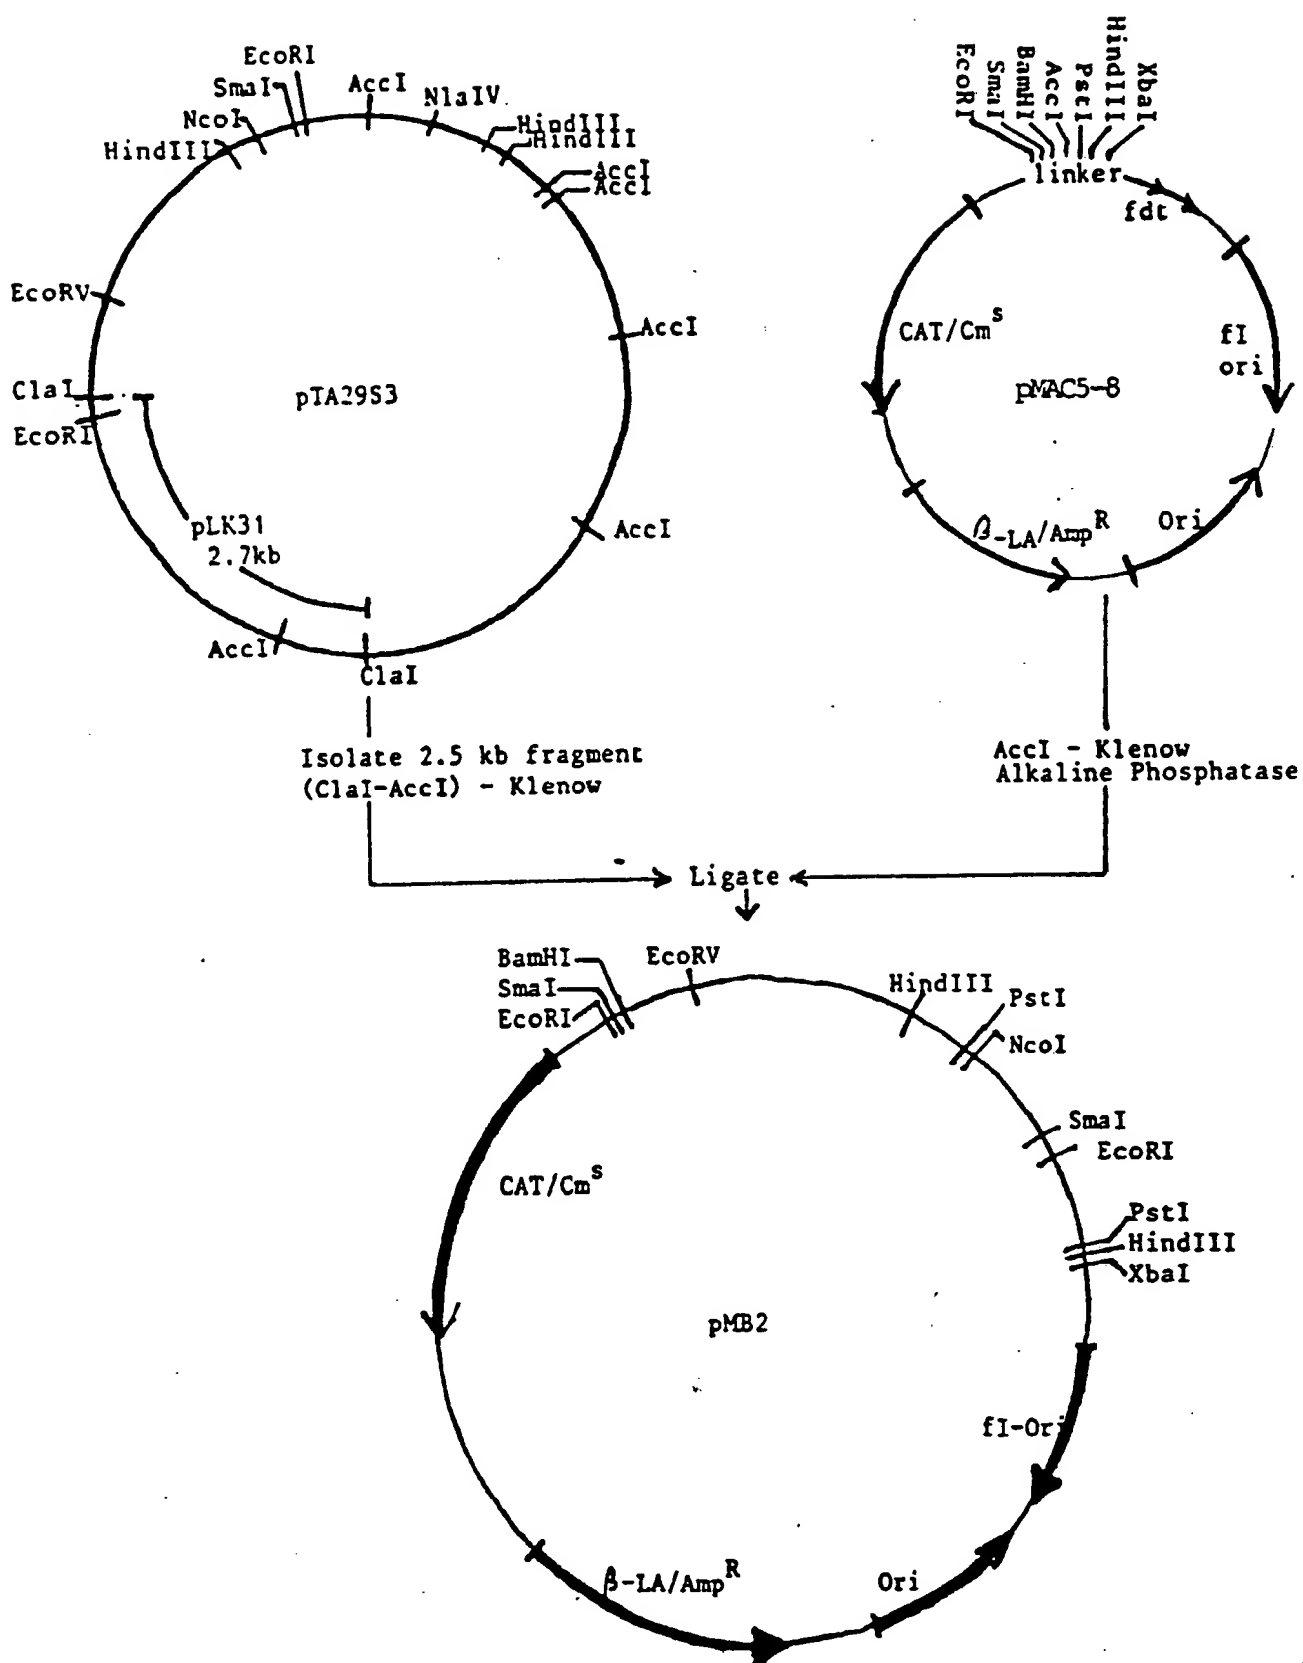 EcoRI
SmaI
AccI
NlaIV
NcoI
HindIII
HindIII
HindIII
AccI
AccI
EcoRV
AccI
ClaI
pTA29S3
EcoRI
pLK31
2.7kb
AccI
AccI
ClaI
EcoRI
SmaI
BamHI
AccI
PstI
HindIII
XbaI
linker
fdt
CAT/Cm^S
fI
ori
pMAC5-8
β-LA/Amp^R
Ori
Isolate 2.5 kb fragment
(ClaI-AccI) - Klenow
AccI - Klenow
Alkaline Phosphatase
Ligate
BamHI
EcoRV
SmaI
EcoRI
HindIII
PstI
NcoI
SmaI
EcoRI
CAT/Cm^S
PstI
HindIII
XbaI
pMB2
fI-Ori
β-LA/Amp^R
Ori